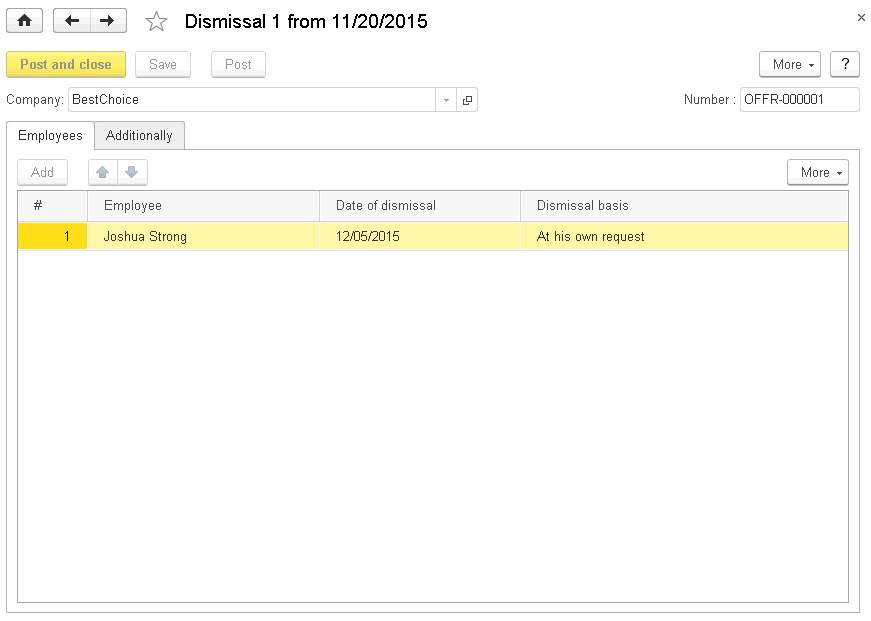 Dismissal 1 from 11/20/2015
×
Post and close Save Post More ?
Company: BestChoice Number : OFFR-000001
Employees Additionally
Add More
# Employee Date of dismissal Dismissal basis
1 Joshua Strong 12/05/2015 At his own request